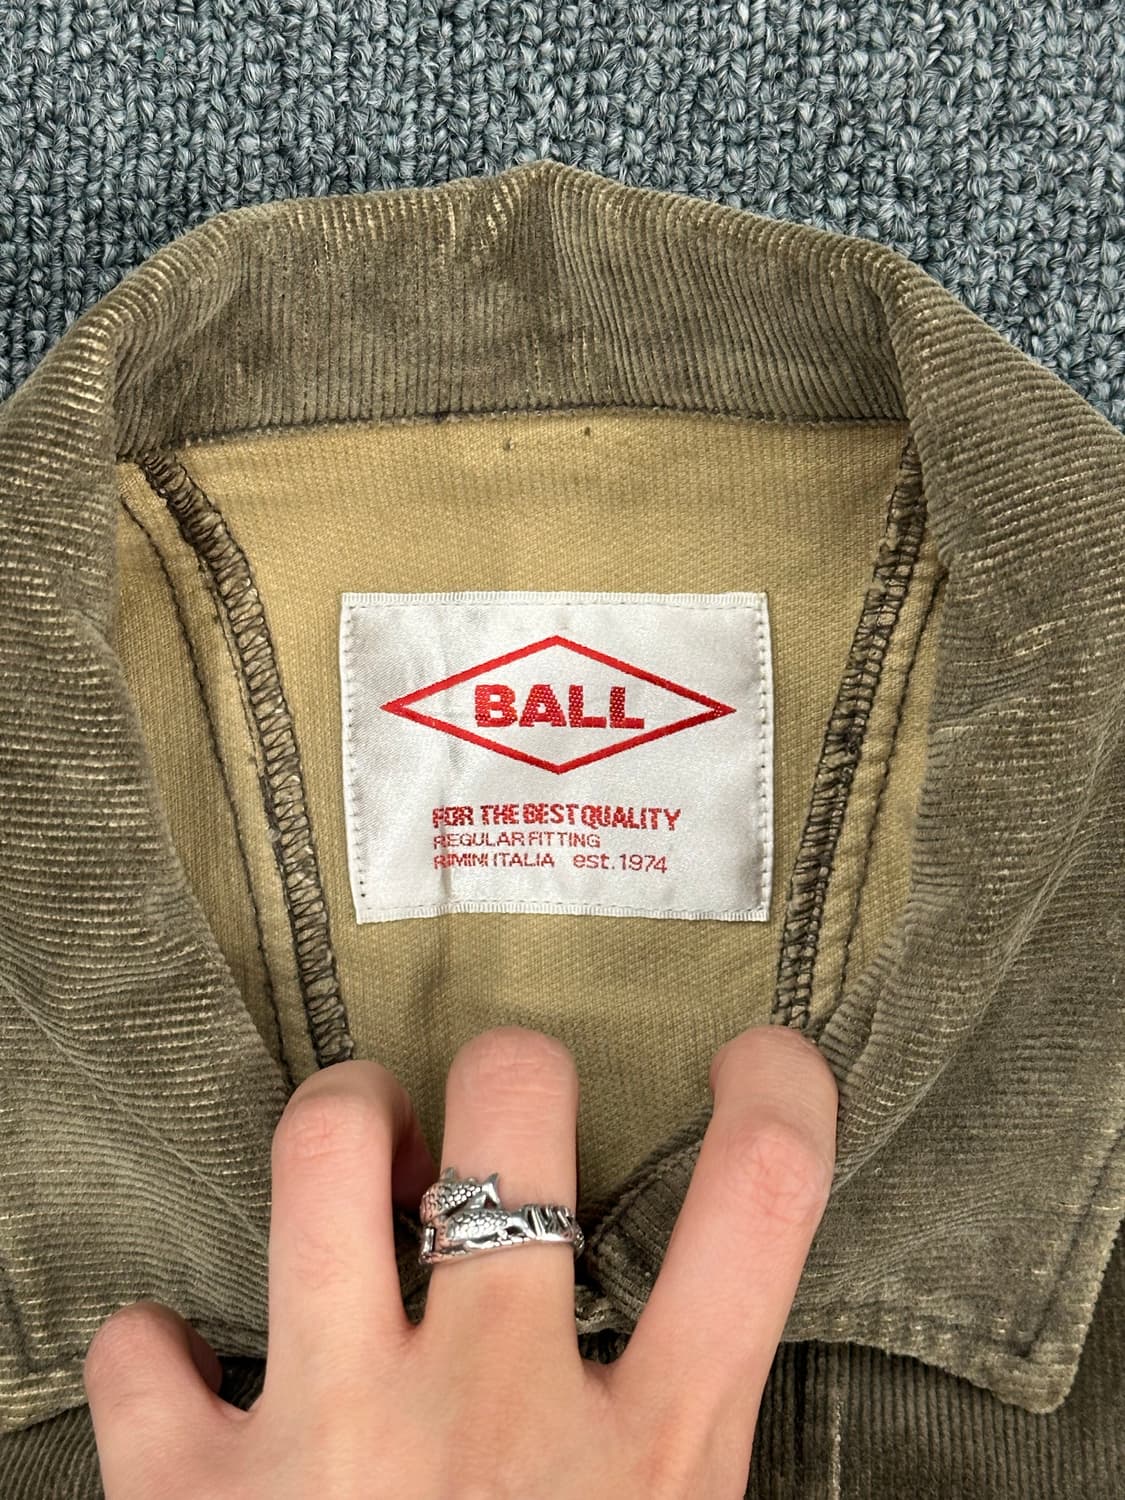 BALL
FOR THE BEST QUALITY
REGULAR FITTING
RIMINI ITALIA est. 1974